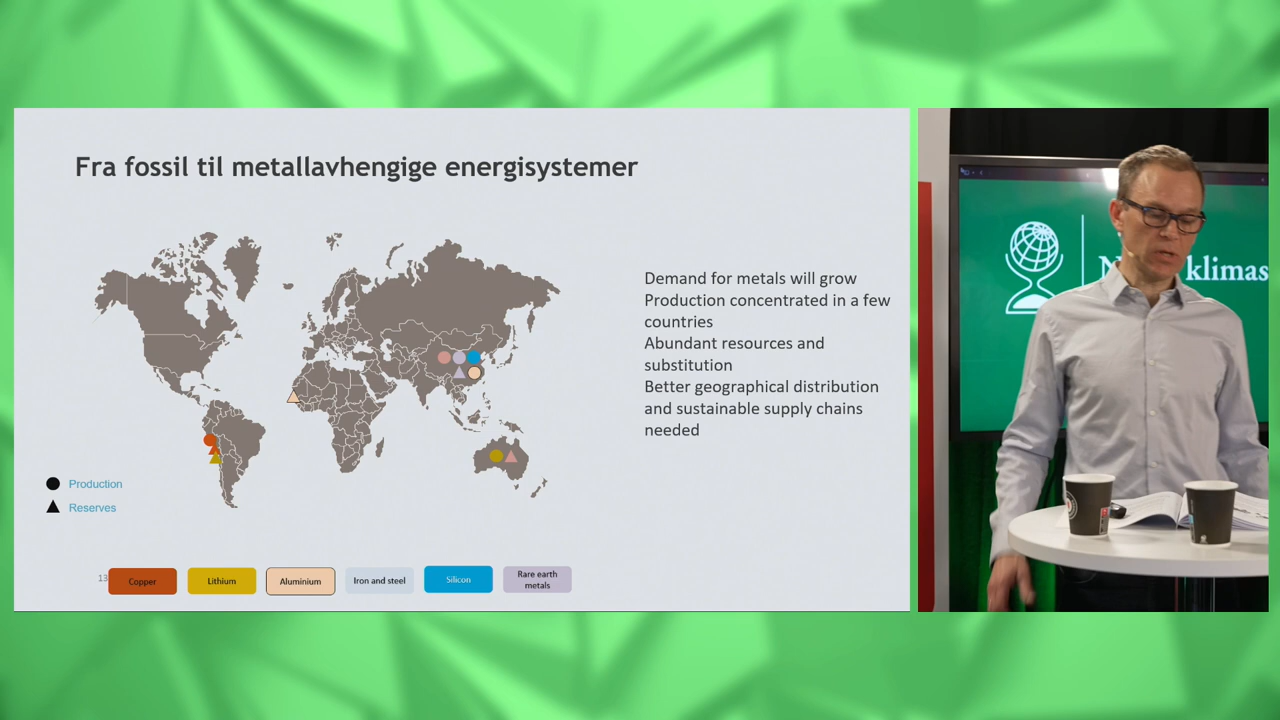 Fra fossil til metallavhengige energisystemer
Demand for metals will grow
Production concentrated in a few
countries
Abundant resources and
substitution
Better geographical distribution
and sustainable supply chains
needed
Production
Reserves
13
Copper
Lithium
Aluminium
Iron and steel
Silicon
Rare earth
metals
klimas